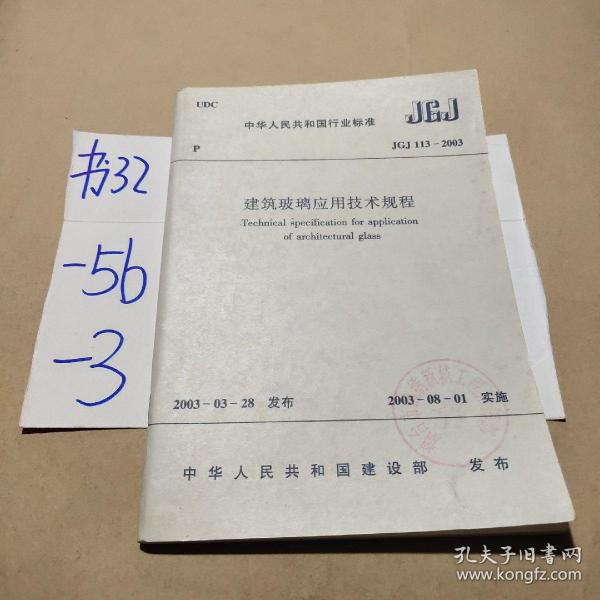 UDC
中华人民共和国行业标准
JGJ
P
JGJ 113-2003
建筑玻璃应用技术规程
Technical specification for application
of architectural glass
2003-03-28 发布
2003-08-01 实施
中华人民共和国建设部 发布
书32
-56
-3
孔夫子旧书网
www.kongfz.com